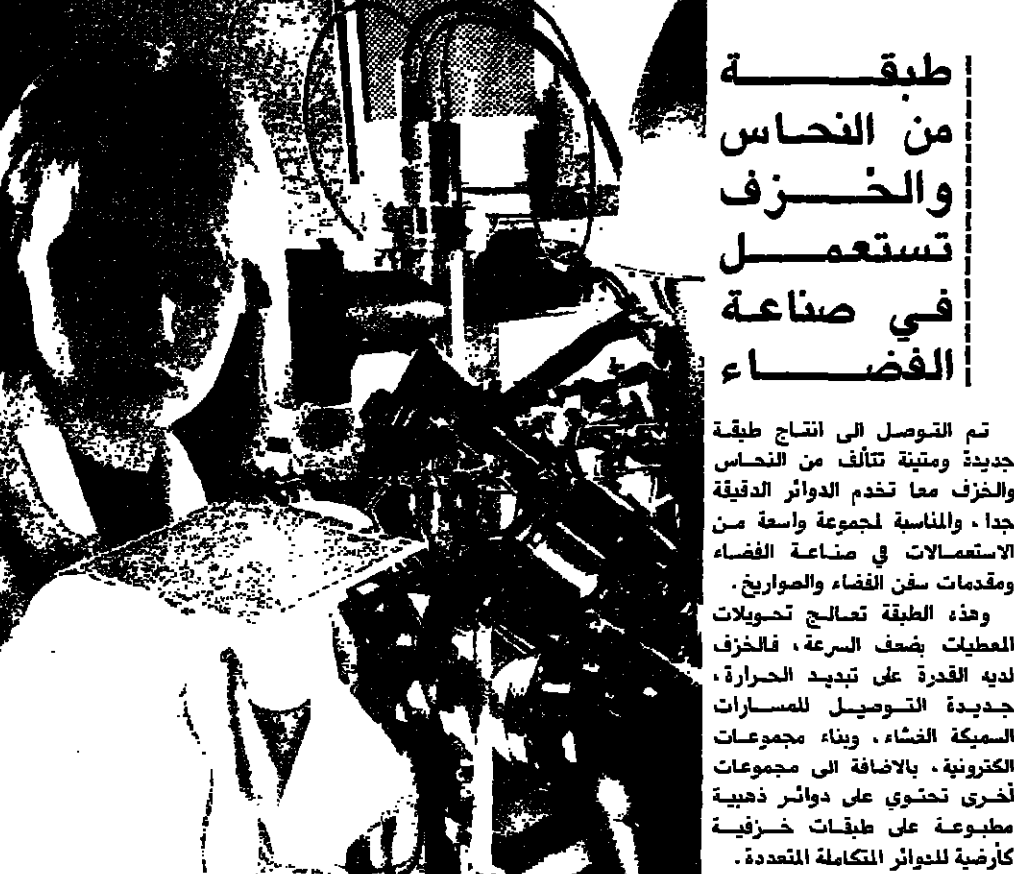 طبقة
من النحاس
والخزف
تستعمل
في صناعة
الفضاء
تم التوصل الى انتاج طبقة
جديدة ومتينة تتألف من النحاس
والخزف معا تخدم الدوائر الدقيقة
جدا، والمناسبة لمجموعة واسعة من
الاستعمالات في صناعة الفضاء
ومقدمات سفن الفضاء والصواريخ.
وهذه الطبقة تعالج تحويلات
المعطيات بضعف السرعة، فالخزف
لديه القدرة على تبديد الحرارة،
جديدة التوصيل للمسارات
السميكة الغشاء، وبناء مجموعات
الكترونية، بالاضافة الى مجموعات
أخرى تحتوي على دوائر ذهبية
مطبوعة على طبقات خزفية
كأرضية للدوائر المتكاملة المتعددة.